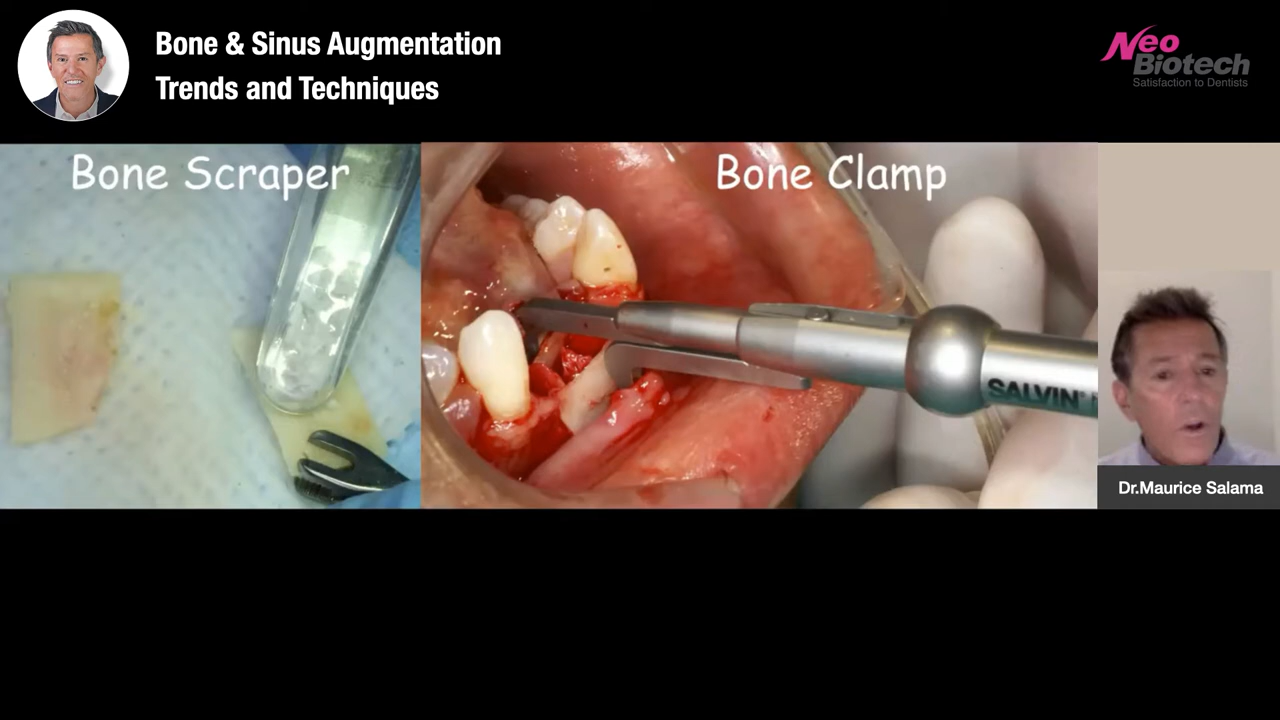 Bone & Sinus Augmentation
Trends and Techniques
Neo
Biotech
Satisfaction to Dentists
Bone Scraper
Bone Clamp
SALVIN®
Dr.Maurice Salama